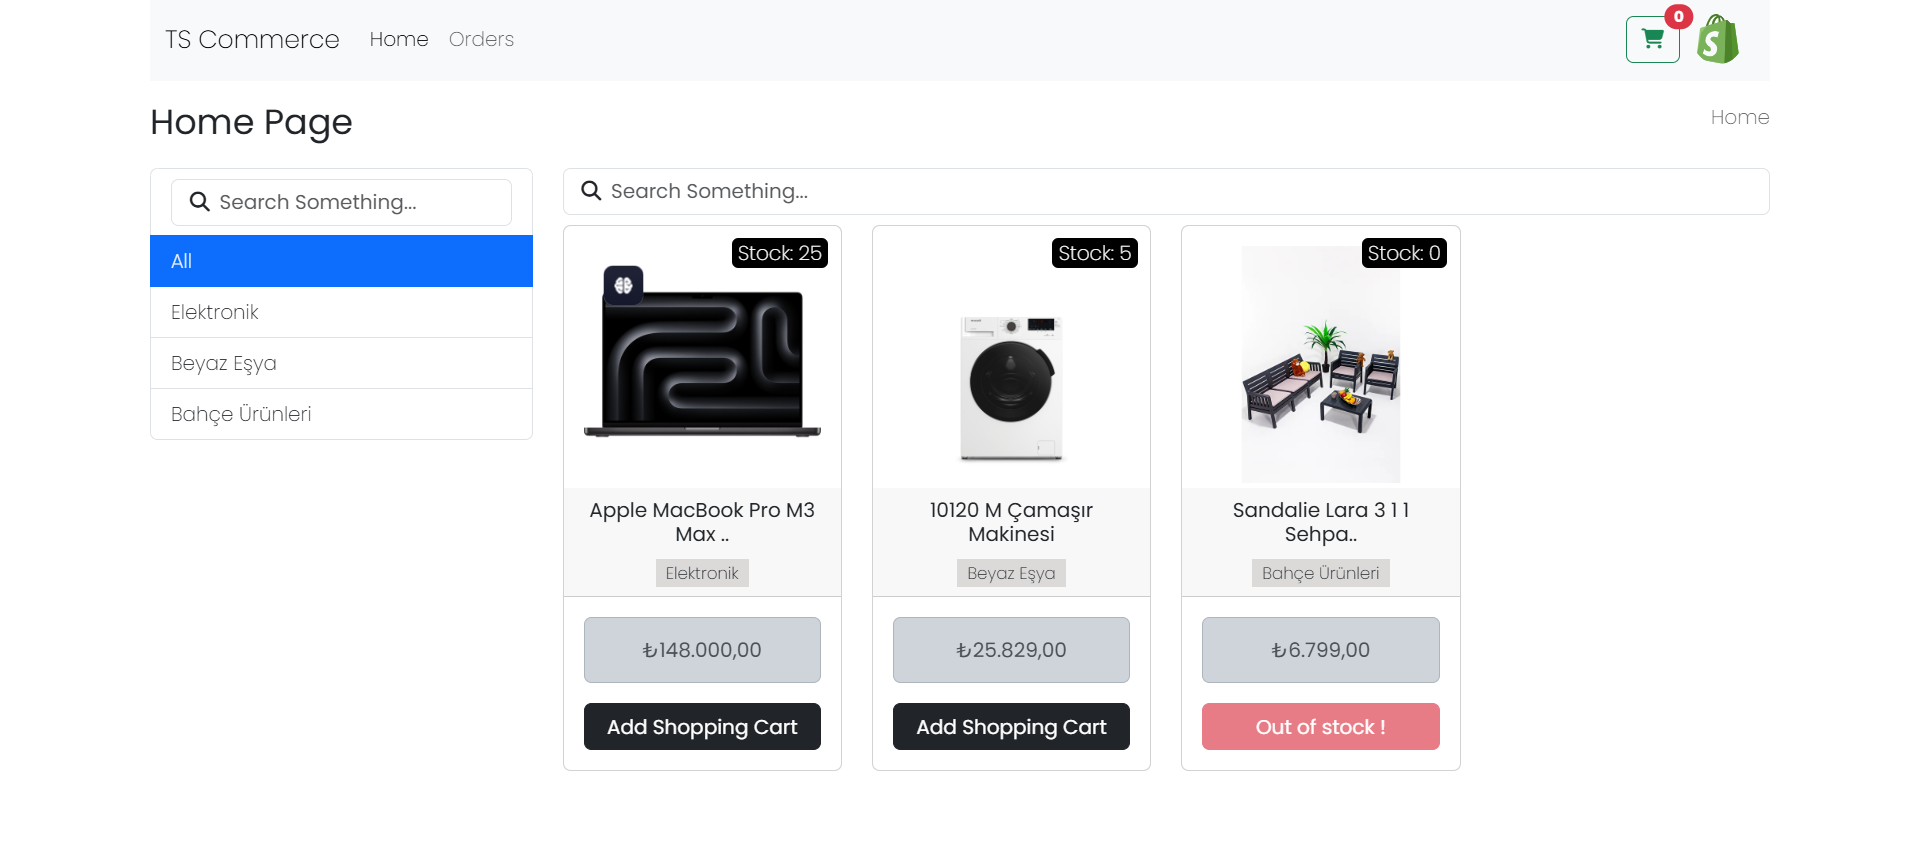 TS Commerce
Home
Orders
0
S
Home Page
Home
Search Something...
All
Elektronik
Beyaz Eşya
Bahçe Ürünleri
Search Something...
Stock: 25
Apple MacBook Pro M3
Max ..
Elektronik
₺148.000,00
Add Shopping Cart
Stock: 5
10120 M Çamaşır
Makinesi
Beyaz Eşya
₺25.829,00
Add Shopping Cart
Stock: 0
Sandalie Lara 3 1 1
Sehpa..
Bahçe Ürünleri
₺6.799,00
Out of stock !